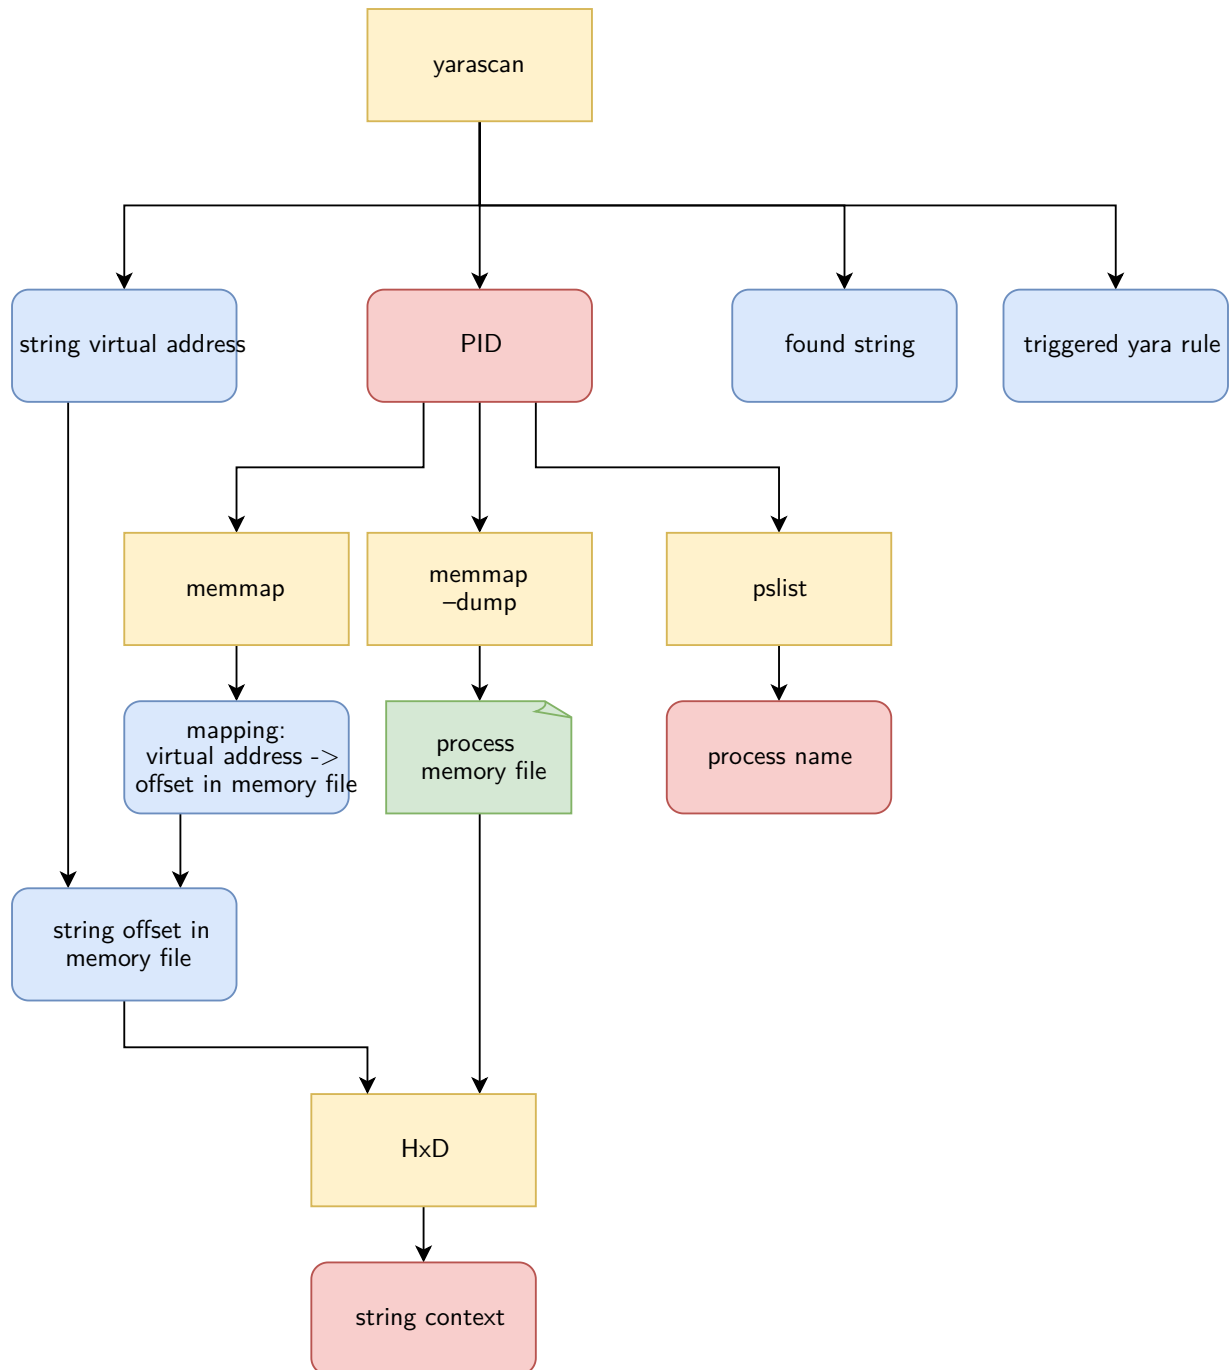 yarascan
string virtual address
PID
found string
triggered yara rule
memmap
memmap
–dump
pslist
mapping:
virtual address ->
offset in memory file
process
memory file
process name
string offset in
memory file
HxD
string context